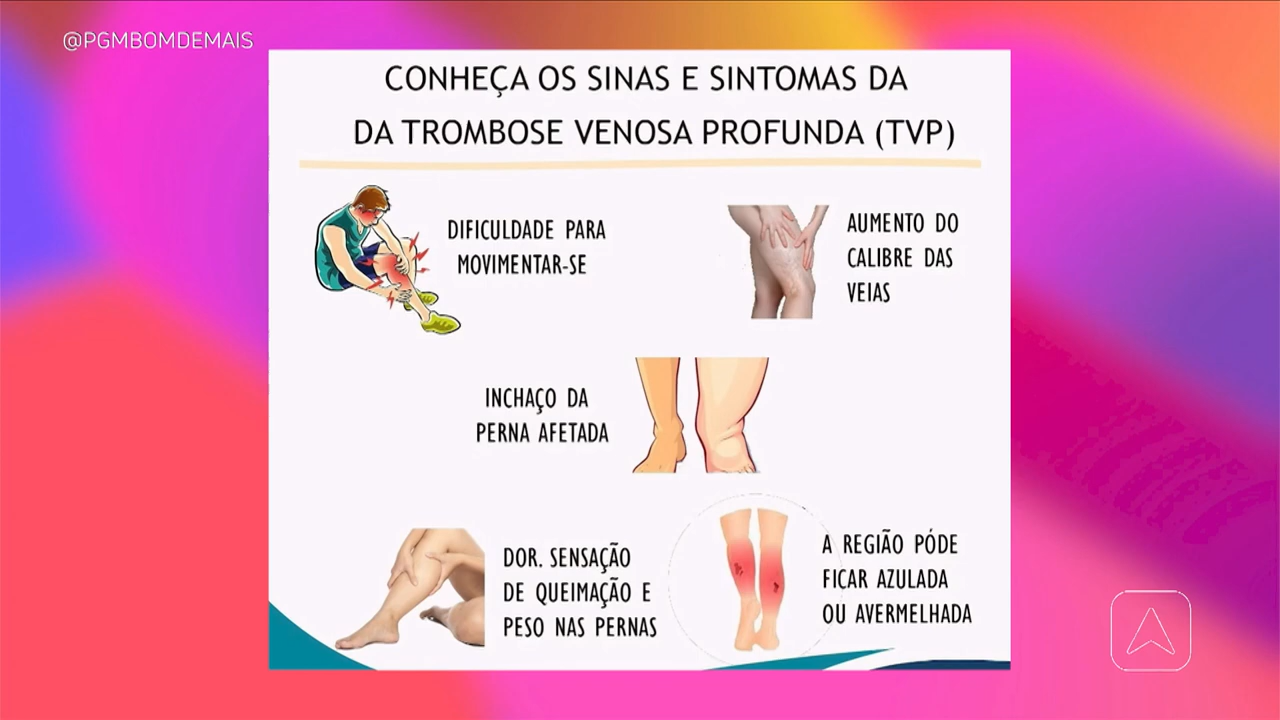 @PGMBOMDEMAIS
CONHEÇA OS SINAS E SINTOMAS DA
DA TROMBOSE VENOSA PROFUNDA (TVP)
DIFICULDADE PARA
MOVIMENTAR-SE
AUMENTO DO
CALIBRE DAS
VEIAS
INCHAÇO DA
PERNA AFETADA
DOR. SENSAÇÃO
DE QUEIMAÇÃO E
PESO NAS PERNAS
A REGIÃO PÓDE
FICAR AZULADA
OU AVERMELHADA